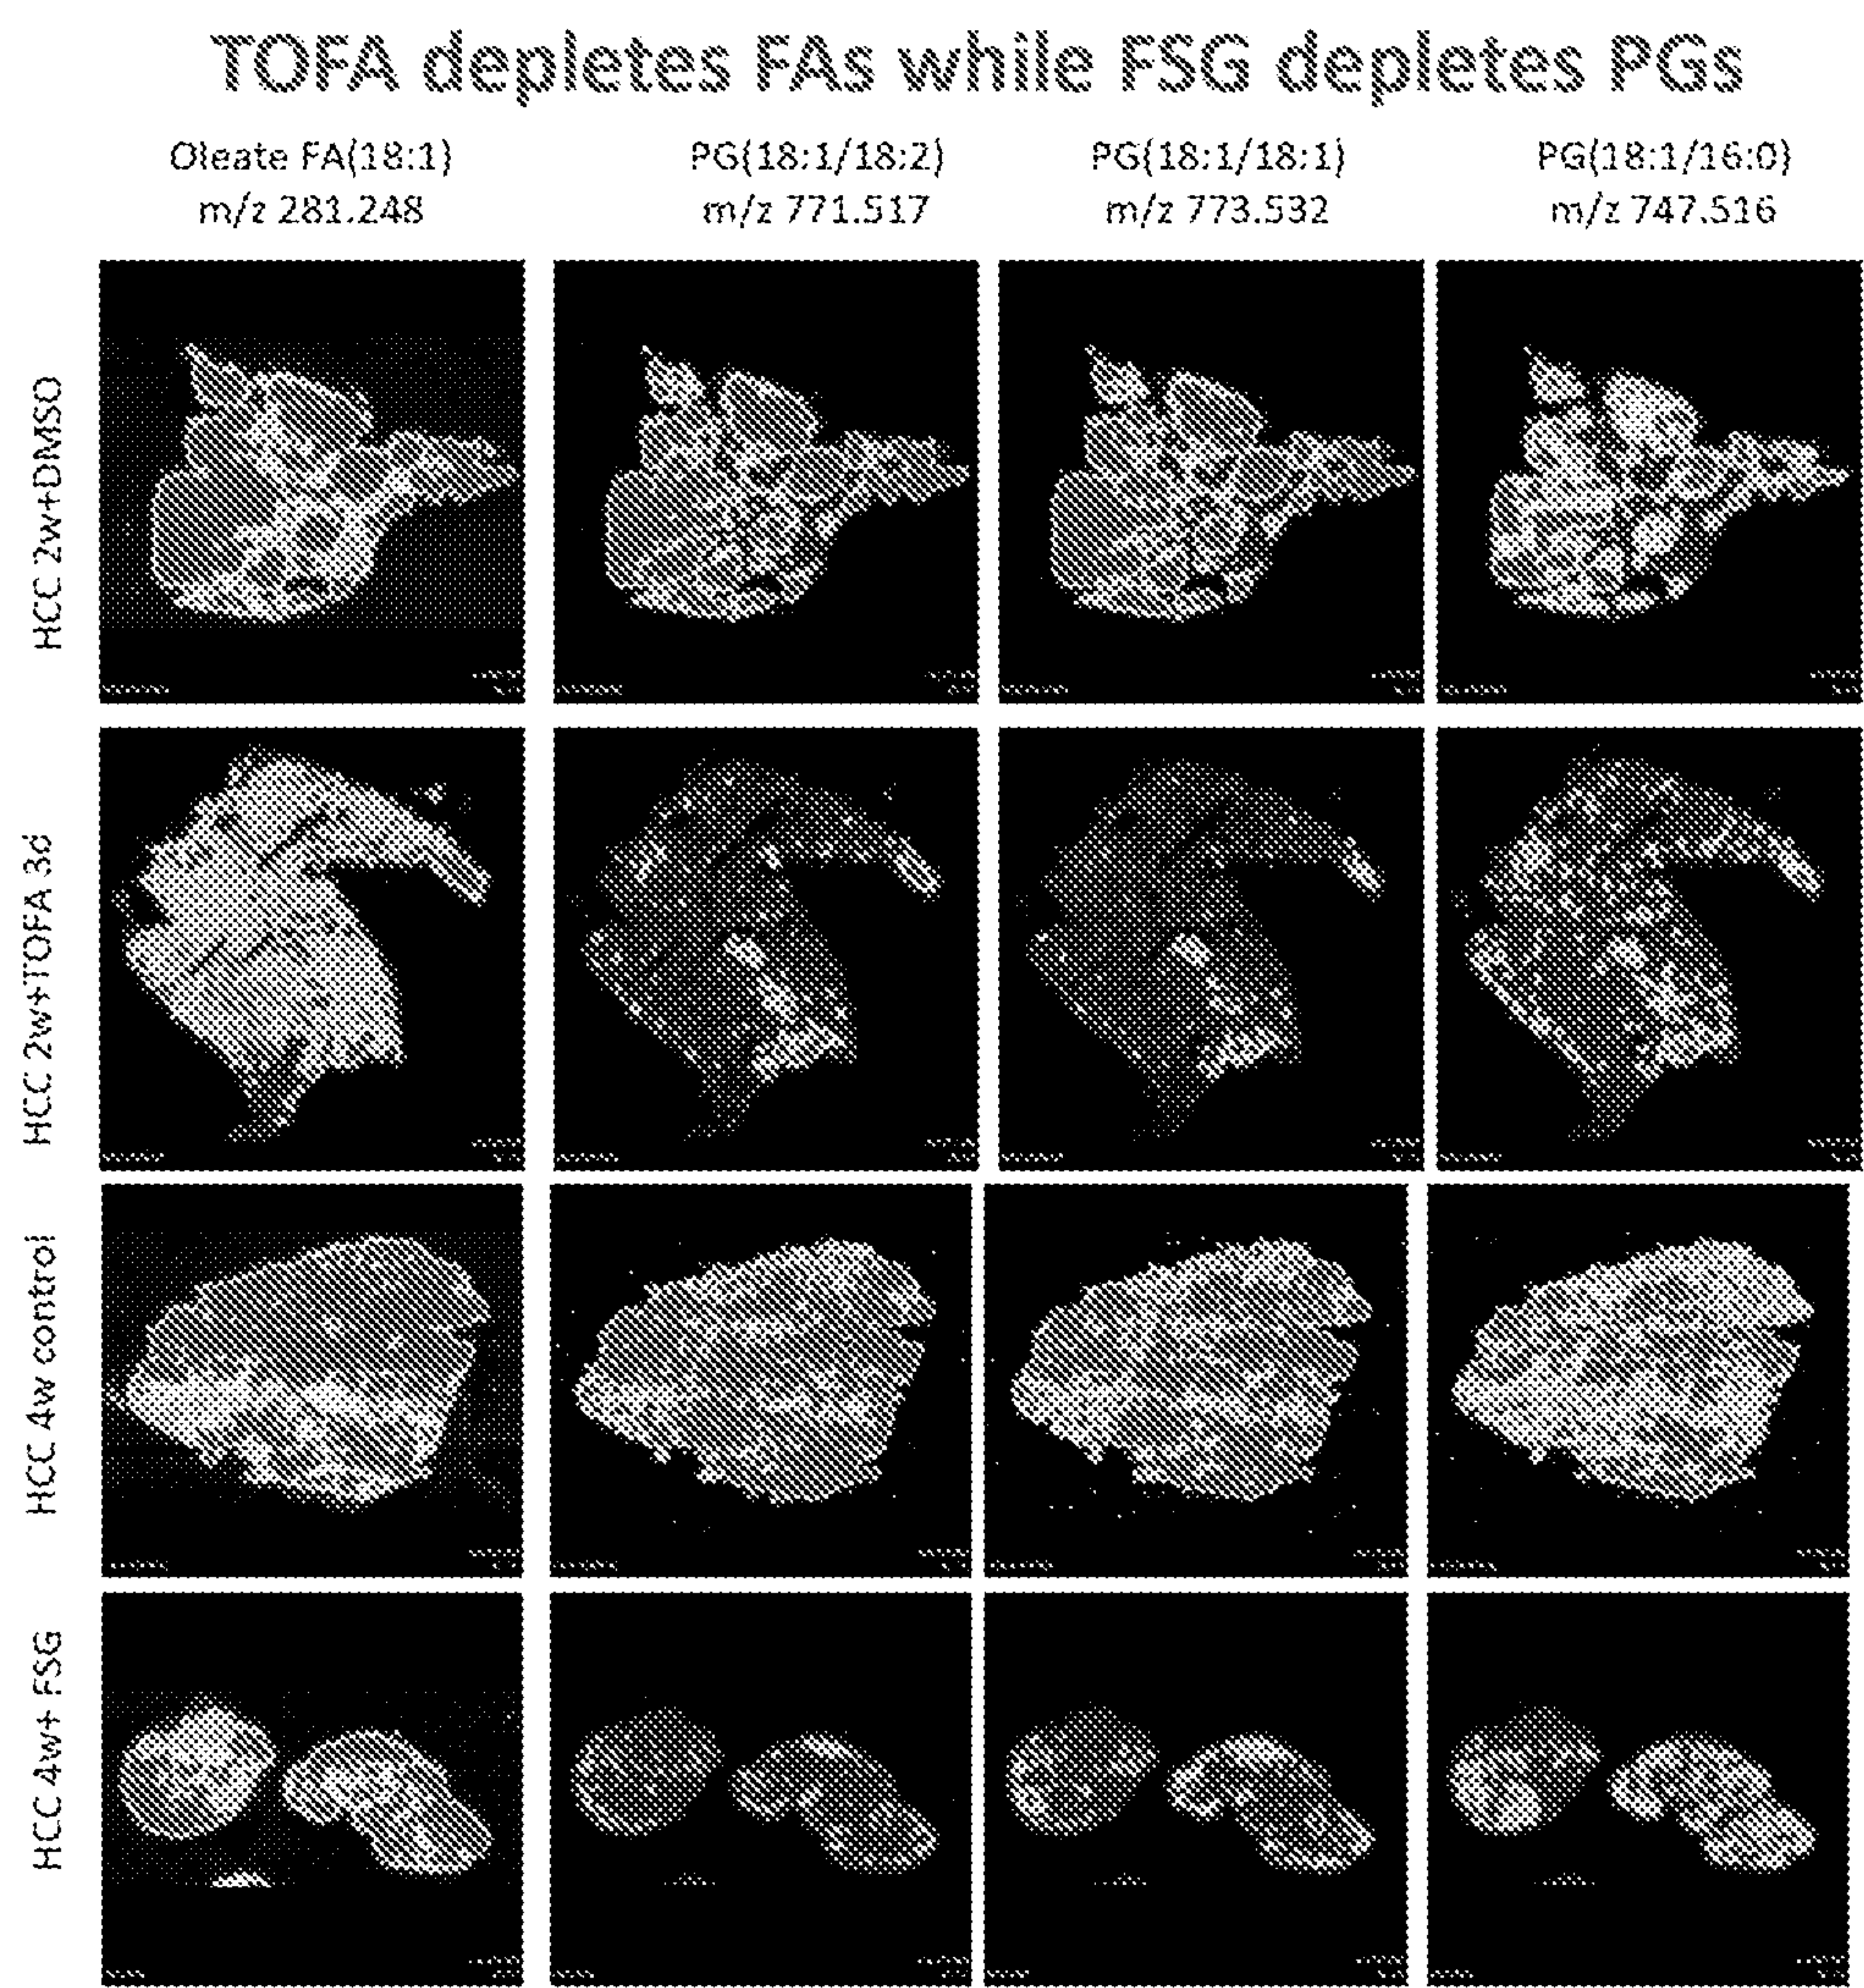 TOFA depletes FAs while FSG depletes PGs
Oleate FA(18:1)
m/z 281.248
PG(18:1/18:2)
m/z 771.517
PG(18:1/18:1)
m/z 773.532
PG(18:1/16:0)
m/z 747.516
HCC 2w+DMSO
HCC 2w+TOFA 3d
HCC 4w control
HCC 4w+ FSG